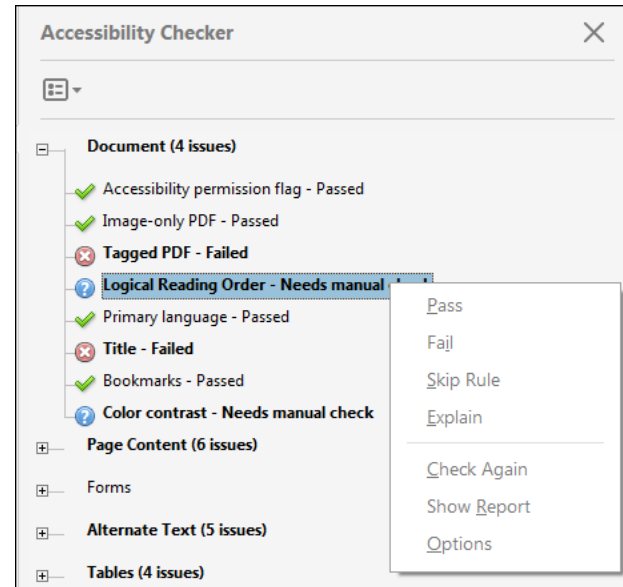 Accessibility Checker
Document (4 issues)
Accessibility permission flag - Passed
Image-only PDF - Passed
Tagged PDF - Failed
Logical Reading Order - Needs manual
Primary language - Passed
Title - Failed
Bookmarks - Passed
Color contrast - Needs manual check
Page Content (6 issues)
Forms
Alternate Text (5 issues)
Tables (4 issues)
Pass
Fail
Skip Rule
Explain
Check Again
Show Report
Options